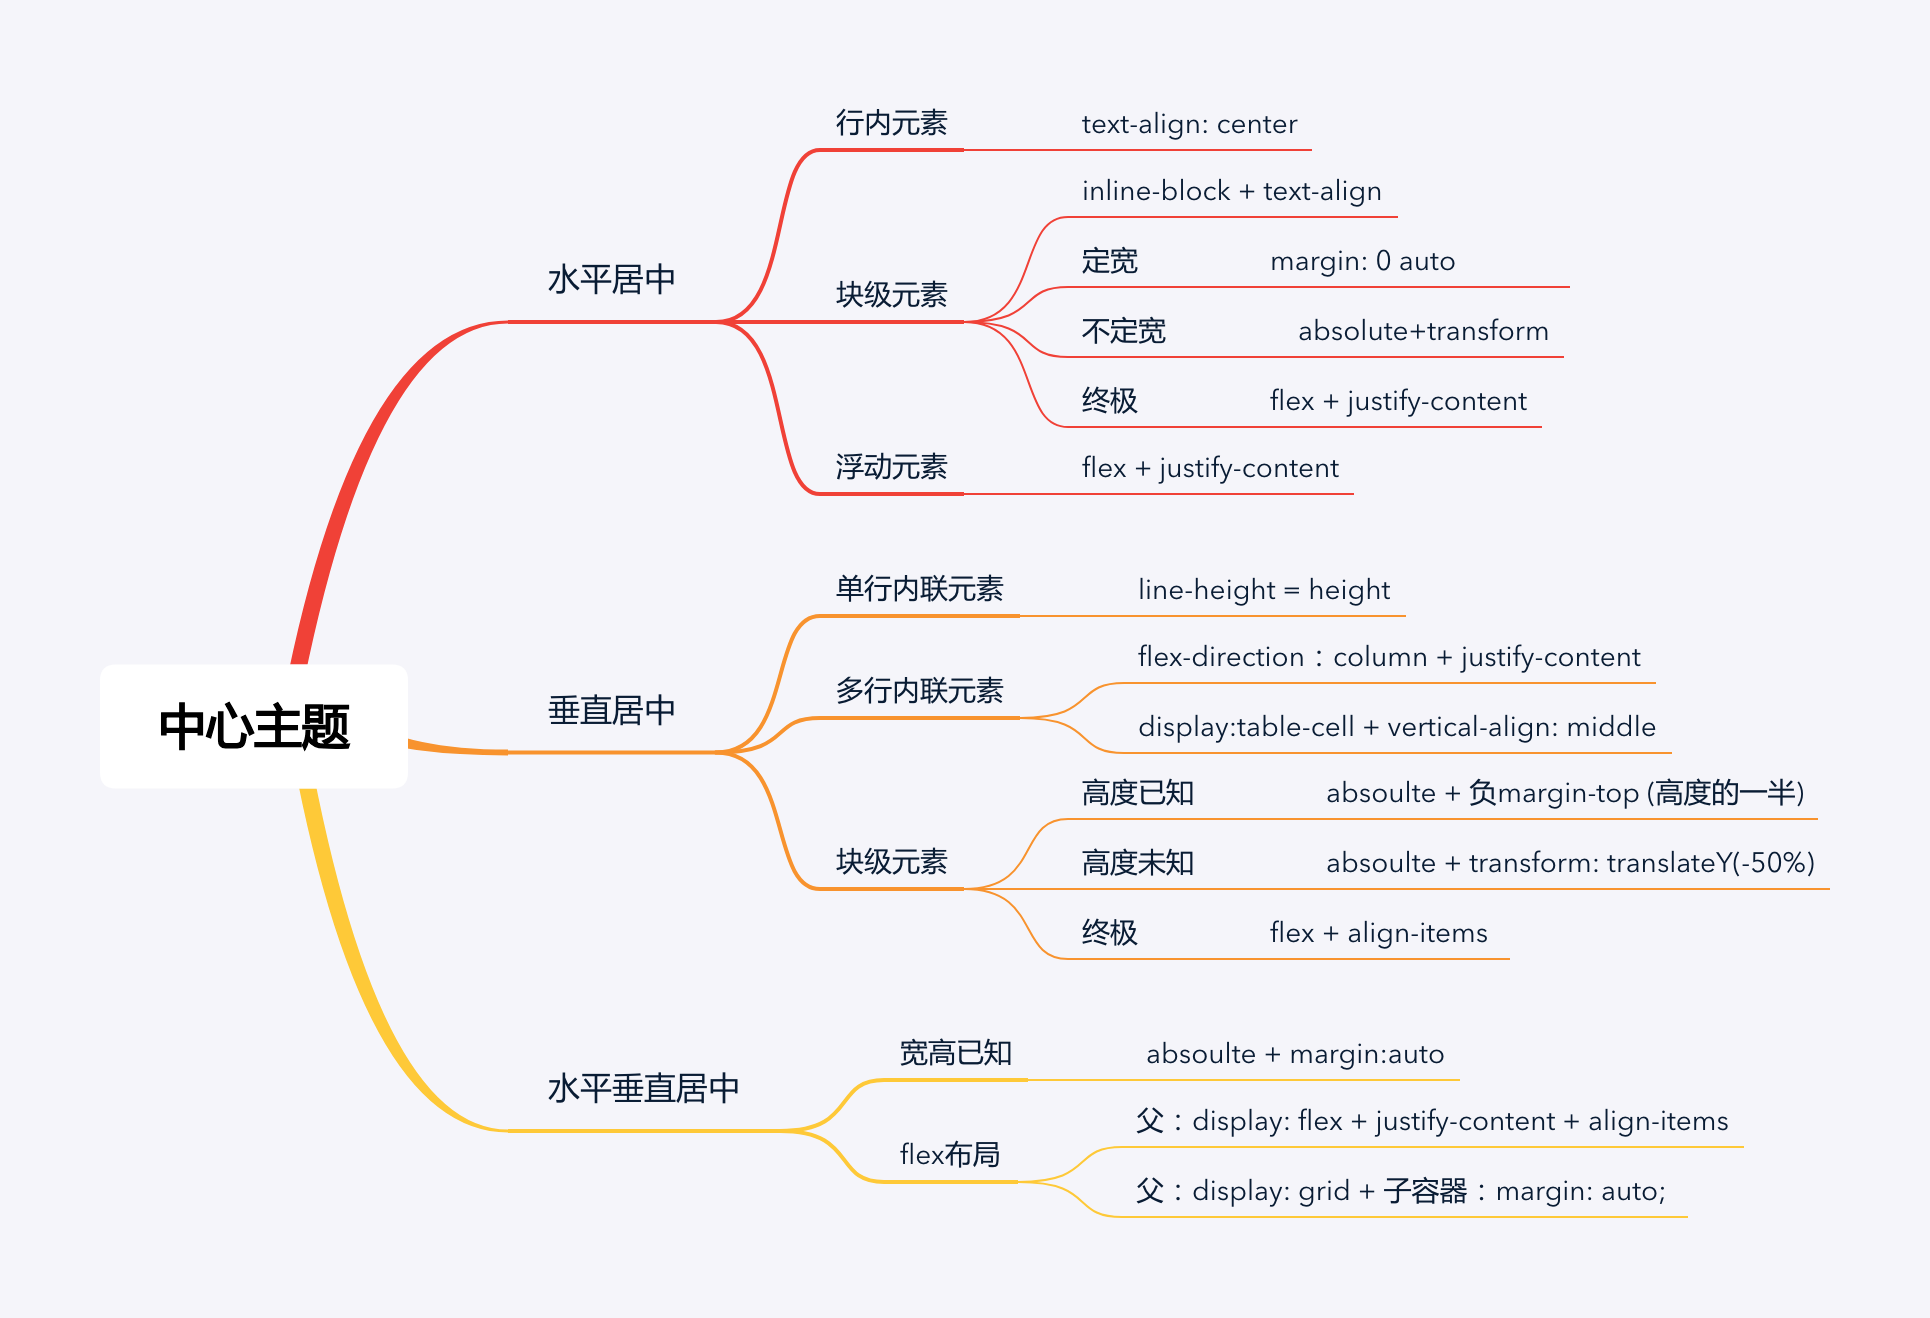 中心主题
水平居中
行内元素
text-align: center
块级元素
inline-block + text-align
定宽 margin: 0 auto
不定宽 absolute+transform
终极 flex + justify-content
浮动元素
flex + justify-content
垂直居中
单行内联元素
line-height = height
多行内联元素
flex-direction：column + justify-content
display:table-cell + vertical-align: middle
块级元素
高度已知 absoulte + 负margin-top (高度的一半)
高度未知 absoulte + transform: translateY(-50%)
终极 flex + align-items
水平垂直居中
宽高已知
absoulte + margin:auto
flex布局
父：display: flex + justify-content + align-items
父：display: grid + 子容器：margin: auto;